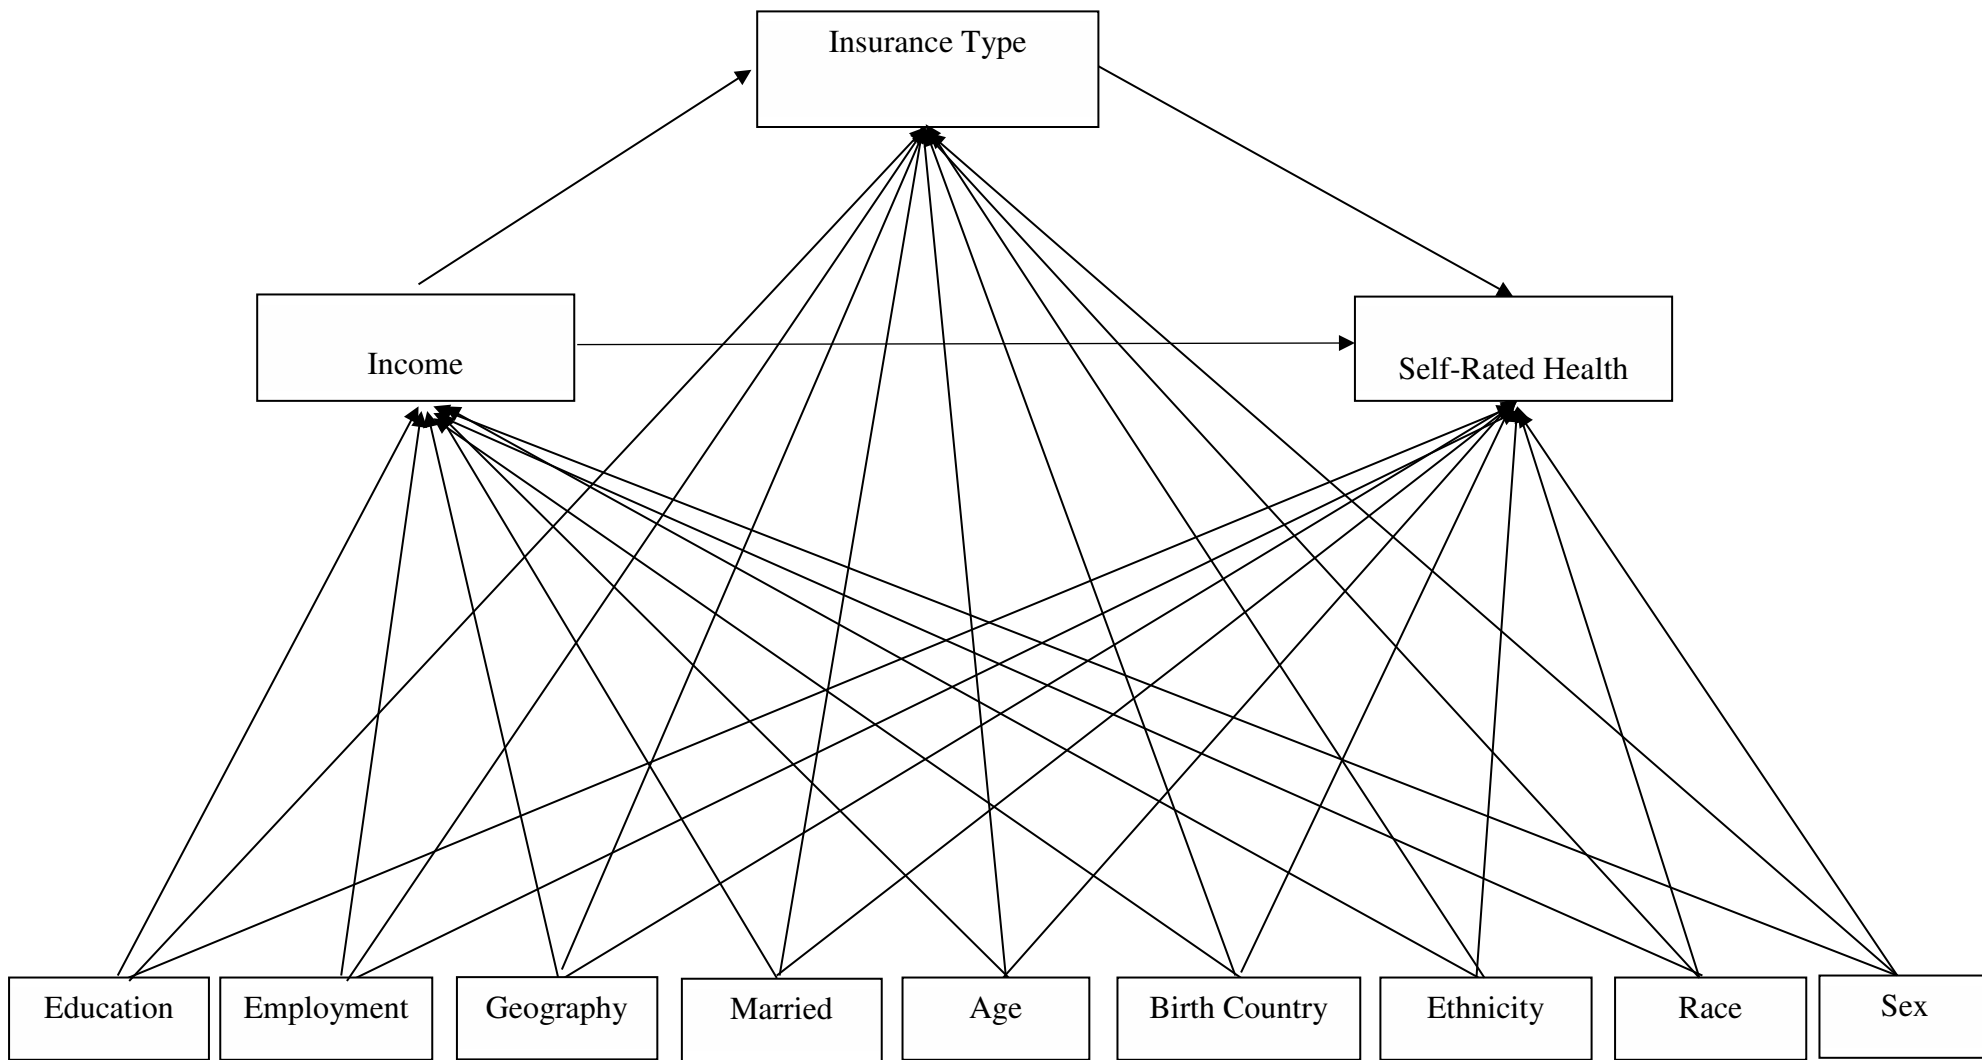 Insurance Type
Income
Self-Rated Health
Education
Employment
Geography
Married
Age
Birth Country
Ethnicity
Race
Sex